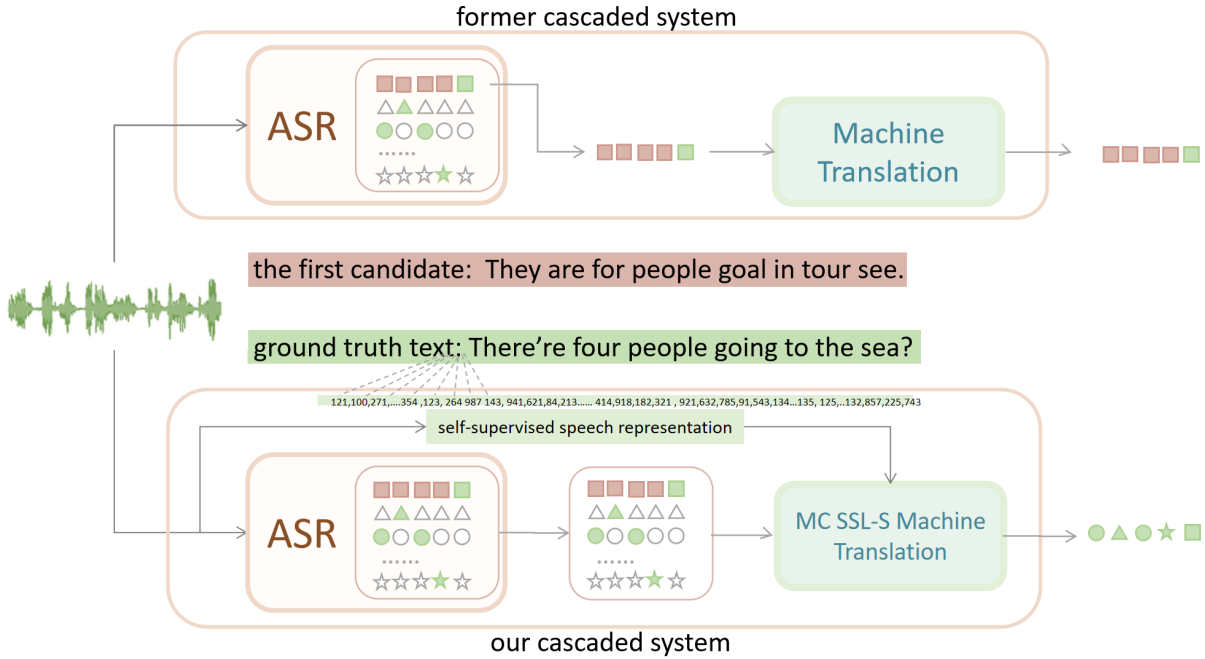 former cascaded system
ASR
......
Machine
Translation
the first candidate: They are for people goal in tour see.
ground truth text: There're four people going to the sea?
121,100,271,....354 ,123, 264 987 143, 941,621,84,213...... 414,918,182,321 , 921,632,785,91,543,134...135, 125,..132,857,225,743
self-supervised speech representation
ASR
......
......
MC SSL-S Machine
Translation
our cascaded system